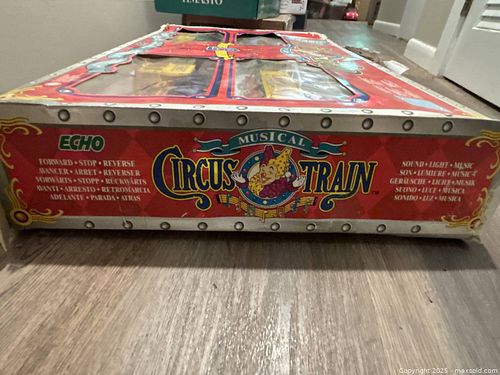 ECHO
MUSICAL
CIRCUS TRAIN
FORWARD • STOP • REVERSE
RANCER • ARRET • REVERSER
VORWÄRTS • STOPP • RÜCKWÄRTS
AVANTI • ARRESTO • RETROMARCIA
ADELANTE • PARADA • ATRAS
SOUND • LIGHT • MUSIC
SON • LUMIERE • MUSIC
GERÄUSCHE • LICHT • MUSIK
SUONO • LUCE • MUSICA
SONIDO • LUZ • MUSICA
Copyright 2025 - maxsold.com